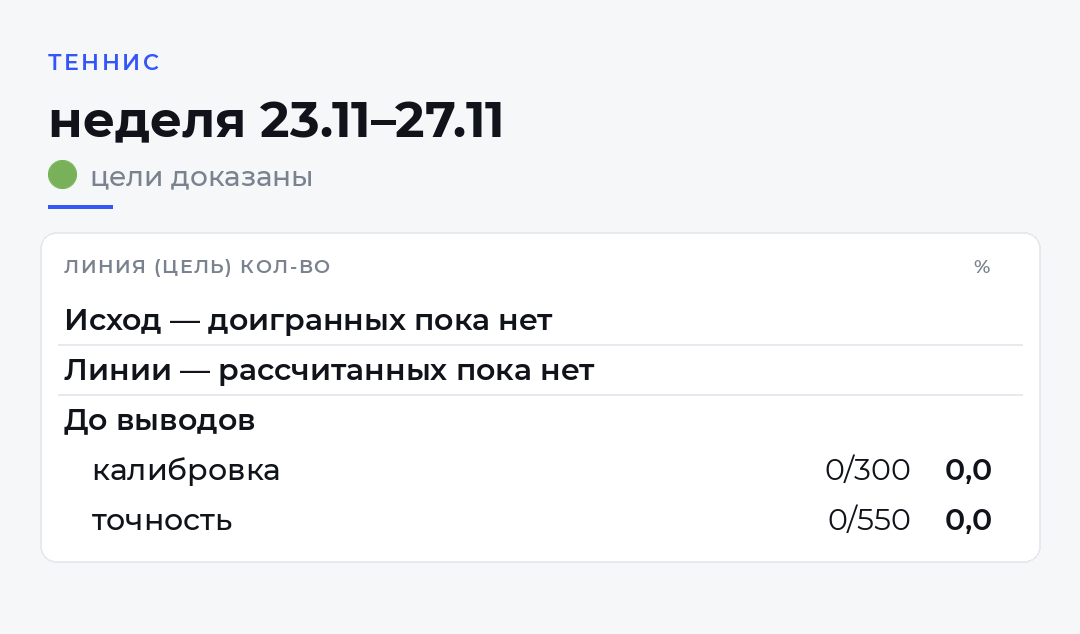 ТЕННИС
неделя 23.11–27.11
цели доказаны
ЛИНИЯ (ЦЕЛЬ) КОЛ-ВО %
Исход — доигранных пока нет
Линии — рассчитанных пока нет
До выводов
калибровка 0/300 0,0
точность 0/550 0,0